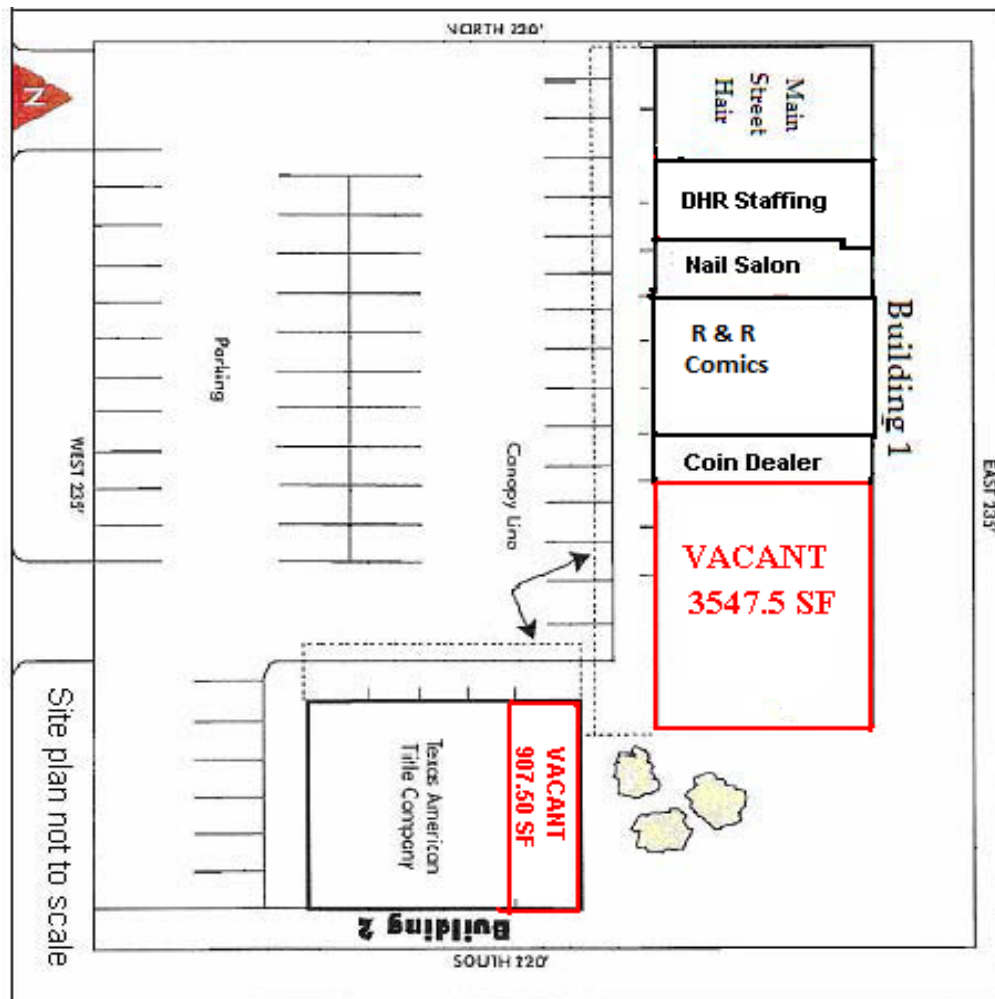 NORTH 220'
N
Main
Street
Hair
DHR Staffing
Nail Salon
R & R
Comics
Building 1
Parking
Canopy Line
Coin Dealer
WEST 235'
EAST 235'
VACANT
3547.5 SF
Site plan not to scale
Texas American
Title Company
VACANT
907.50 SF
Building 2
SOUTH 220'